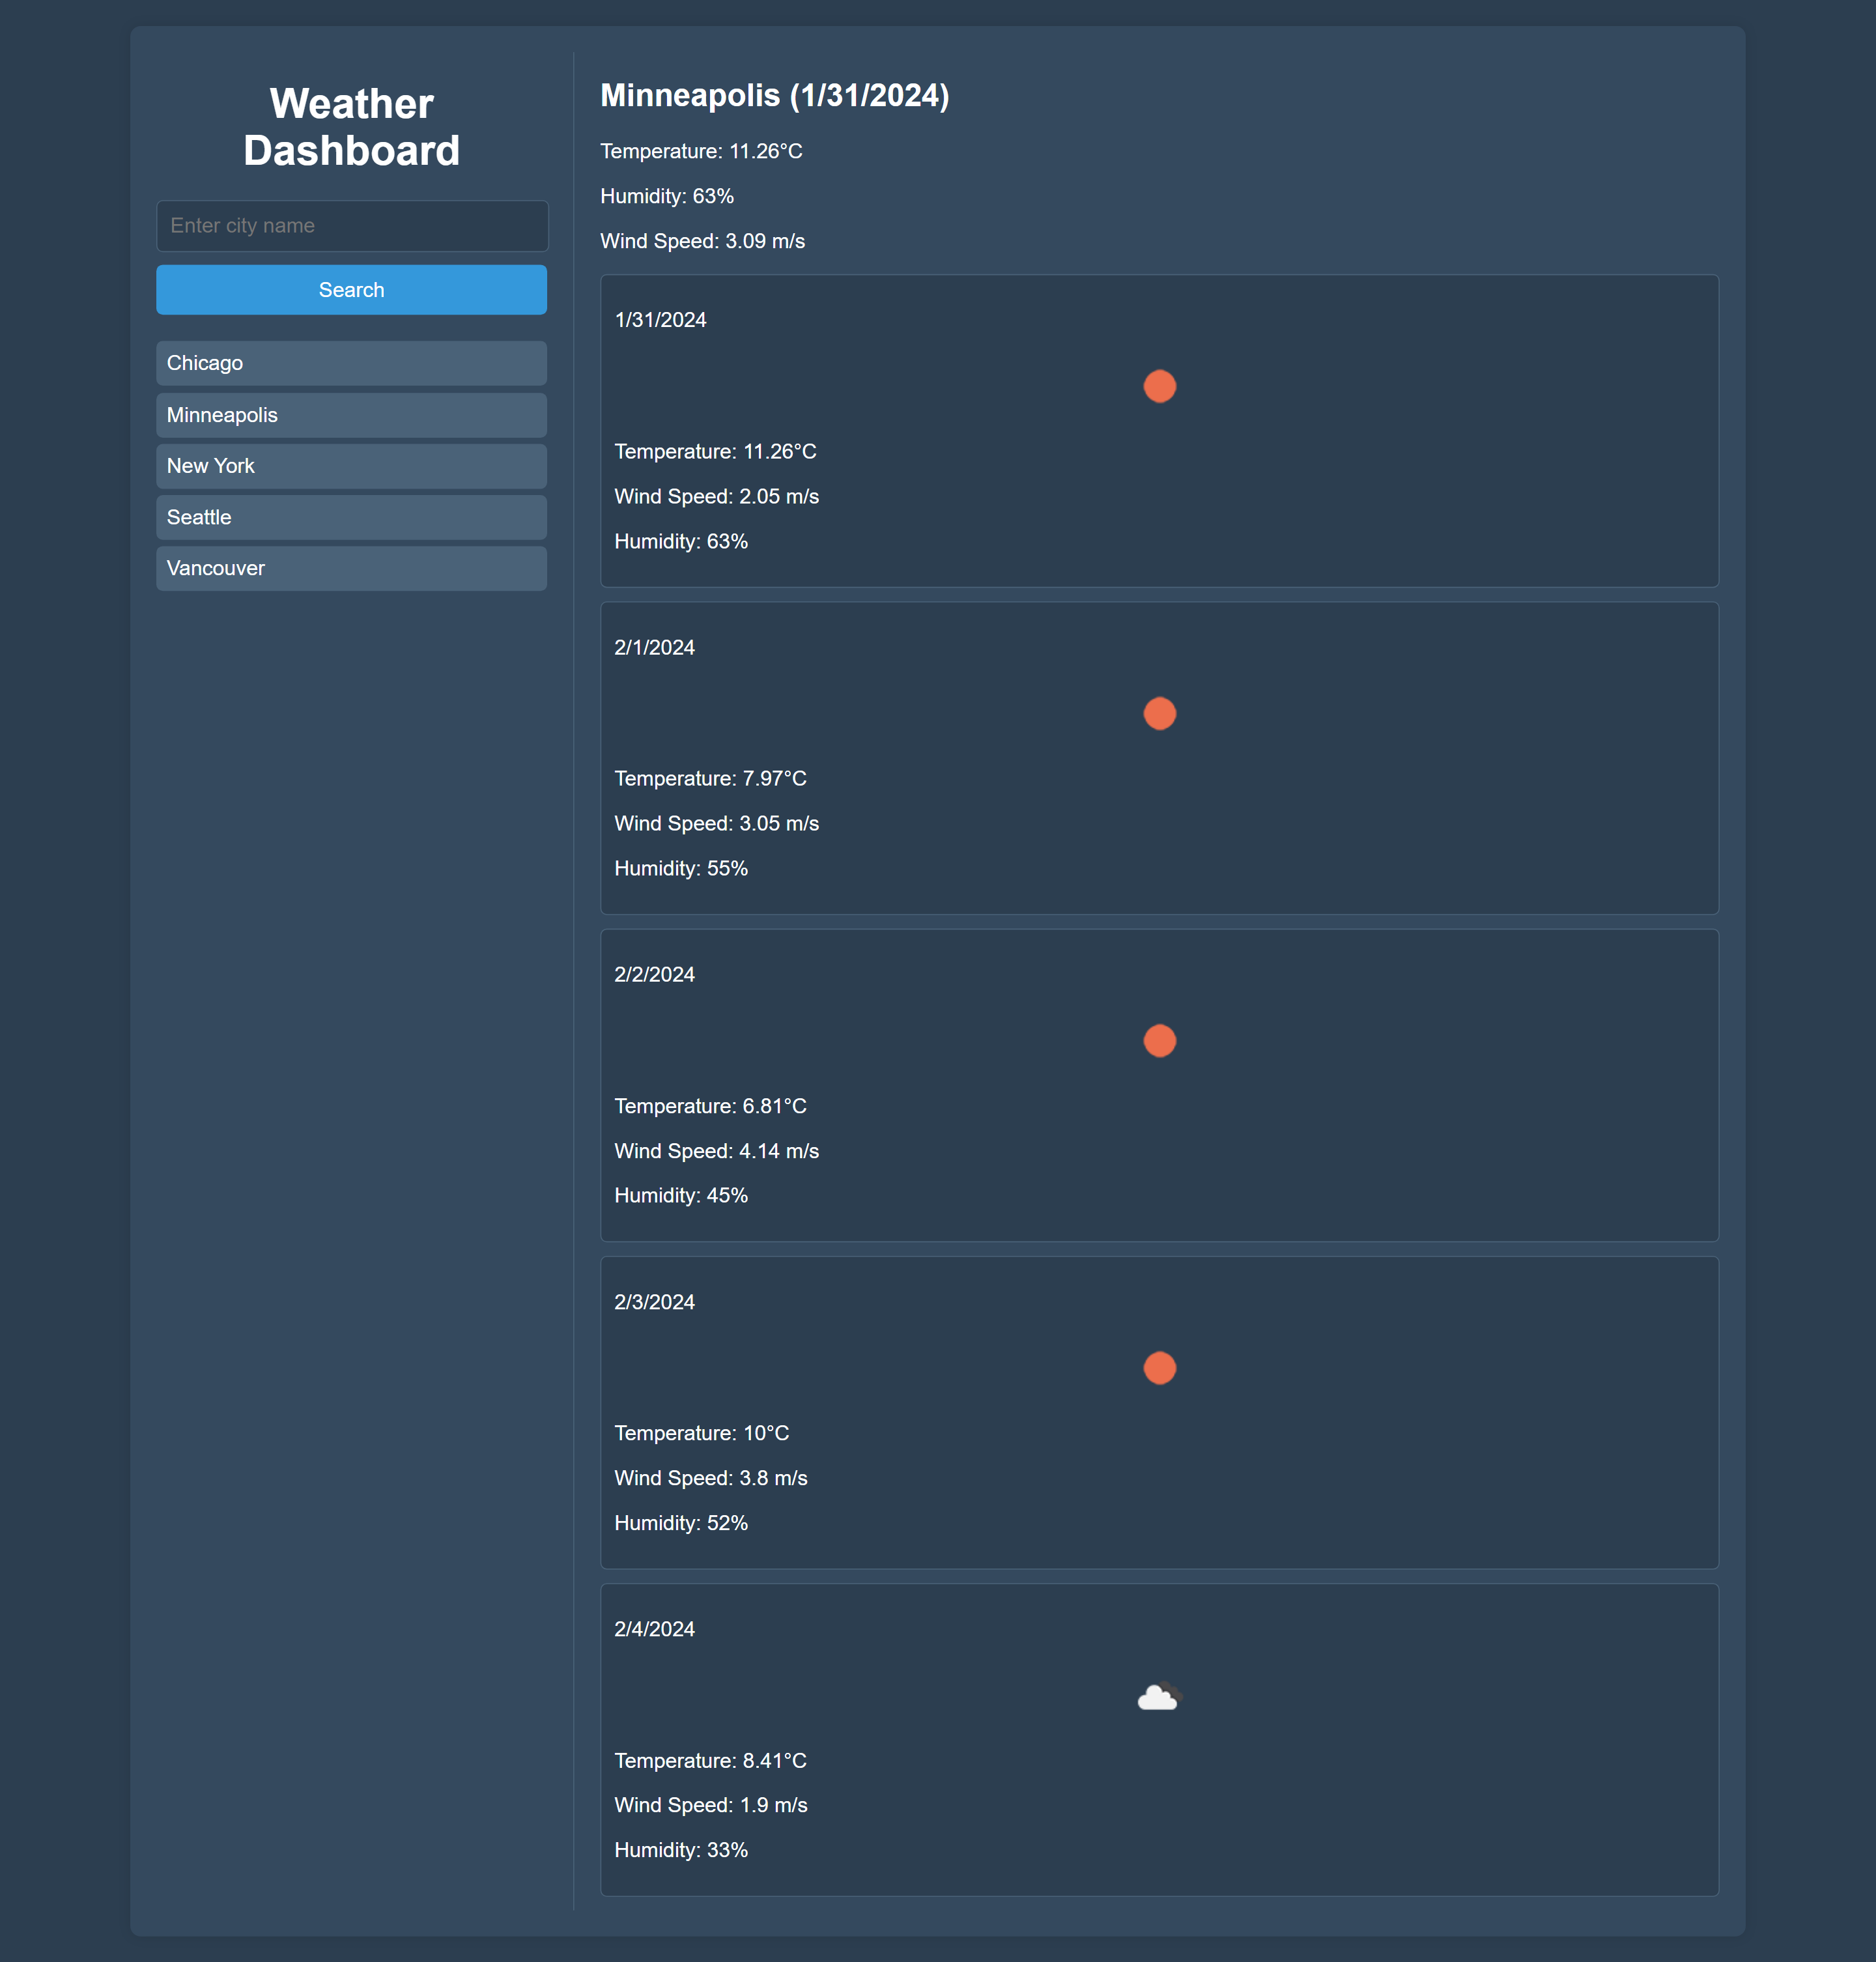 Weather
Dashboard
Enter city name
Search
Chicago
Minneapolis
New York
Seattle
Vancouver
Minneapolis (1/31/2024)
Temperature: 11.26°C
Humidity: 63%
Wind Speed: 3.09 m/s
1/31/2024
Temperature: 11.26°C
Wind Speed: 2.05 m/s
Humidity: 63%
2/1/2024
Temperature: 7.97°C
Wind Speed: 3.05 m/s
Humidity: 55%
2/2/2024
Temperature: 6.81°C
Wind Speed: 4.14 m/s
Humidity: 45%
2/3/2024
Temperature: 10°C
Wind Speed: 3.8 m/s
Humidity: 52%
2/4/2024
Temperature: 8.41°C
Wind Speed: 1.9 m/s
Humidity: 33%